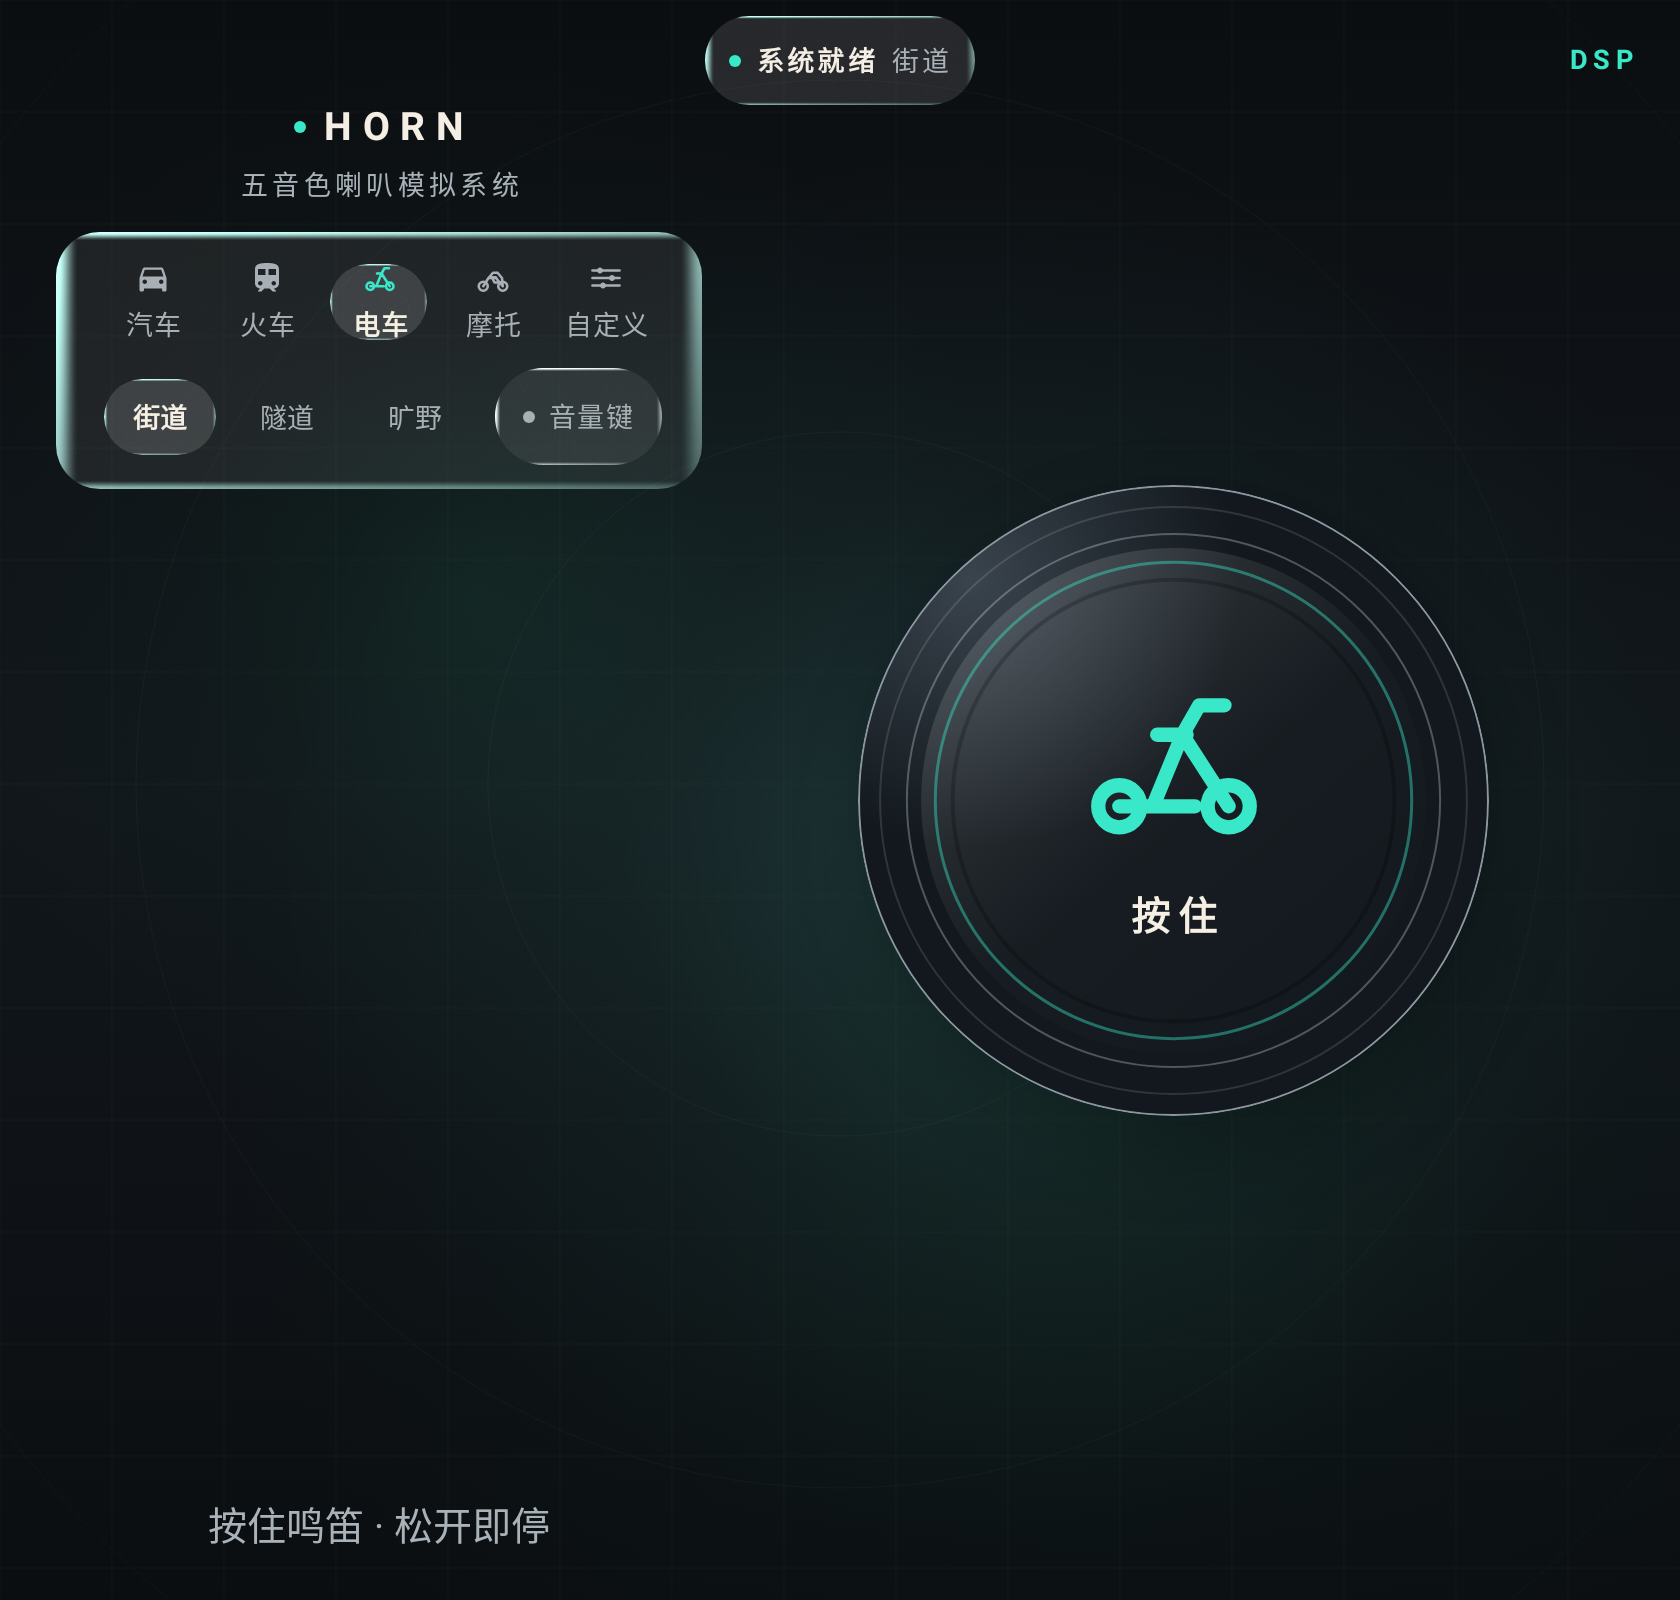 系统就绪 街道
DSP
HORN
五音色喇叭模拟系统
汽车 火车 电车 摩托 自定义
街道 隧道 旷野 音量键
按住
按住鸣笛 · 松开即停